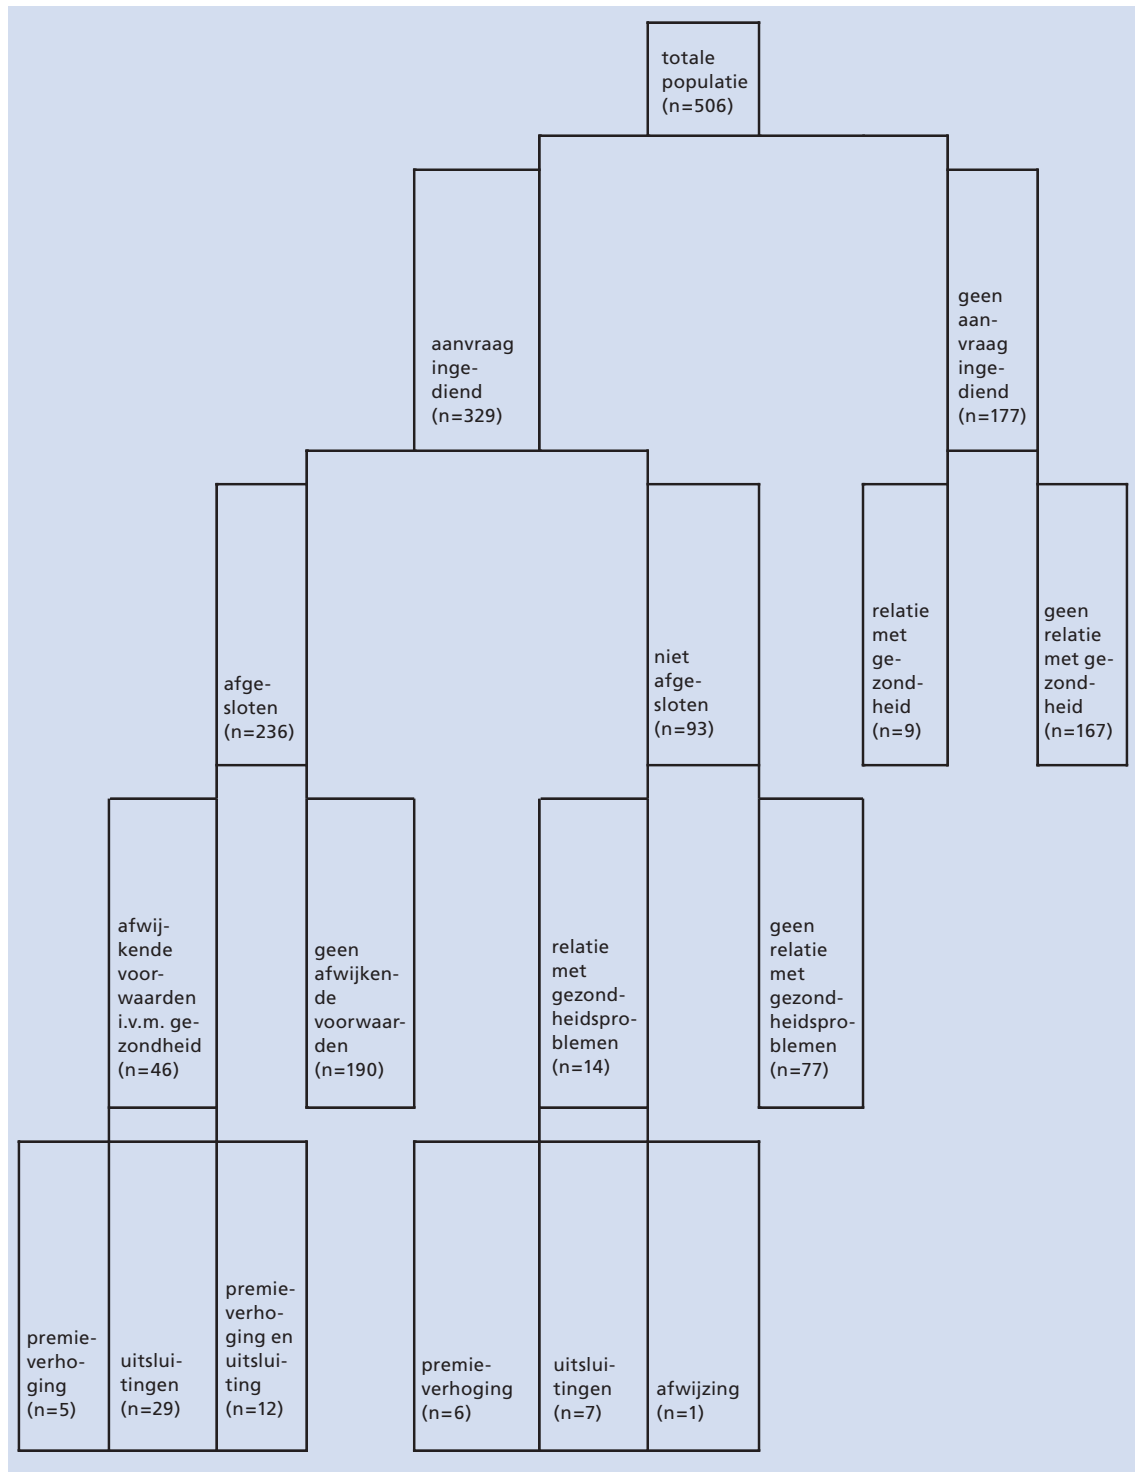 totale
populatie
(n=506)
aanvraag
inge-
diend
(n=329)
geen
aan-
vraag
inge-
diend
(n=177)
afge-
sloten
(n=236)
niet
afge-
sloten
(n=93)
relatie
met
ge-
zond-
heid
(n=9)
geen
relatie
met ge-
zond-
heid
(n=167)
afwij-
kende
voor-
waarden
i.v.m. ge-
zondheid
(n=46)
geen
afwijken-
de
voorwaar-
den
(n=190)
relatie
met
gezond-
heidspro-
blemen
(n=14)
geen
relatie
met
gezond-
heidspro-
blemen
(n=77)
premie-
verho-
ging
(n=5)
uitslui-
tingen
(n=29)
premie-
verho-
ging en
uitslui-
ting
(n=12)
premie-
verhoging
(n=6)
uitslui-
tingen
(n=7)
afwijzing
(n=1)